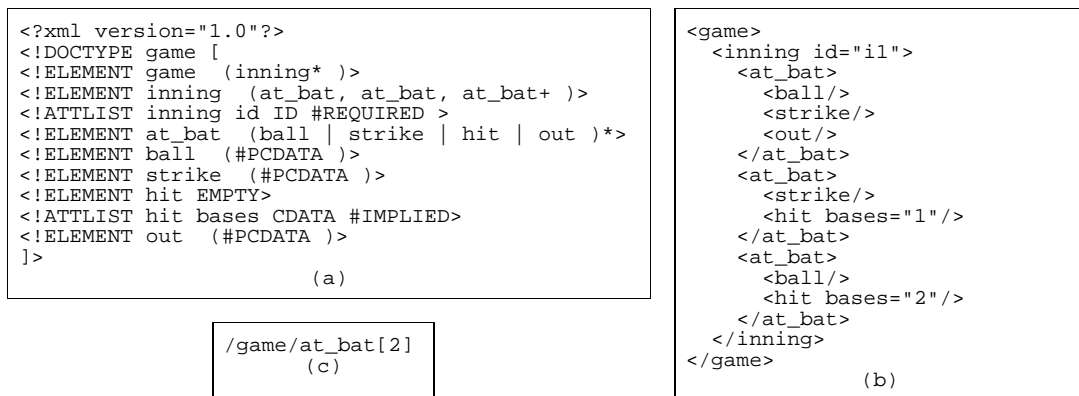 <?xml version="1.0"?>
<!DOCTYPE game [
<!ELEMENT game  (inning* )>
<!ELEMENT inning  (at_bat, at_bat, at_bat+ )>
<!ATTLIST inning id ID #REQUIRED >
<!ELEMENT at_bat  (ball | strike | hit | out )*>
<!ELEMENT ball  (#PCDATA )>
<!ELEMENT strike  (#PCDATA )>
<!ELEMENT hit EMPTY>
<!ATTLIST hit bases CDATA #IMPLIED>
<!ELEMENT out  (#PCDATA )>
]>
(a)
/game/at_bat[2]
(c)
<game>
  <inning id="i1">
    <at_bat>
      <ball/>
      <strike/>
      <out/>
    </at_bat>
    <at_bat>
      <strike/>
      <hit bases="1"/>
    </at_bat>
    <at_bat>
      <ball/>
      <hit bases="2"/>
    </at_bat>
  </inning>
</game>
(b)